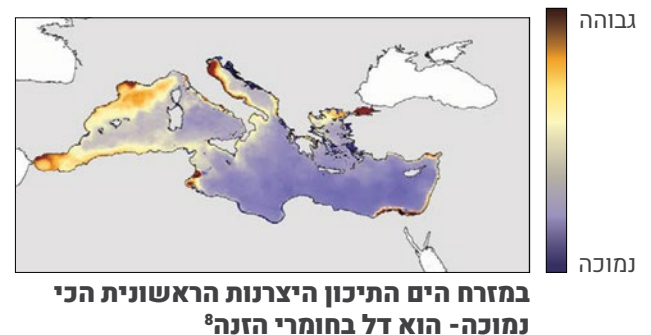 גבוהה
נמוכה
במזרח הים התיכון היצרנות הראשונית הכי
נמוכה- הוא דל בחומרי הזנה⁸